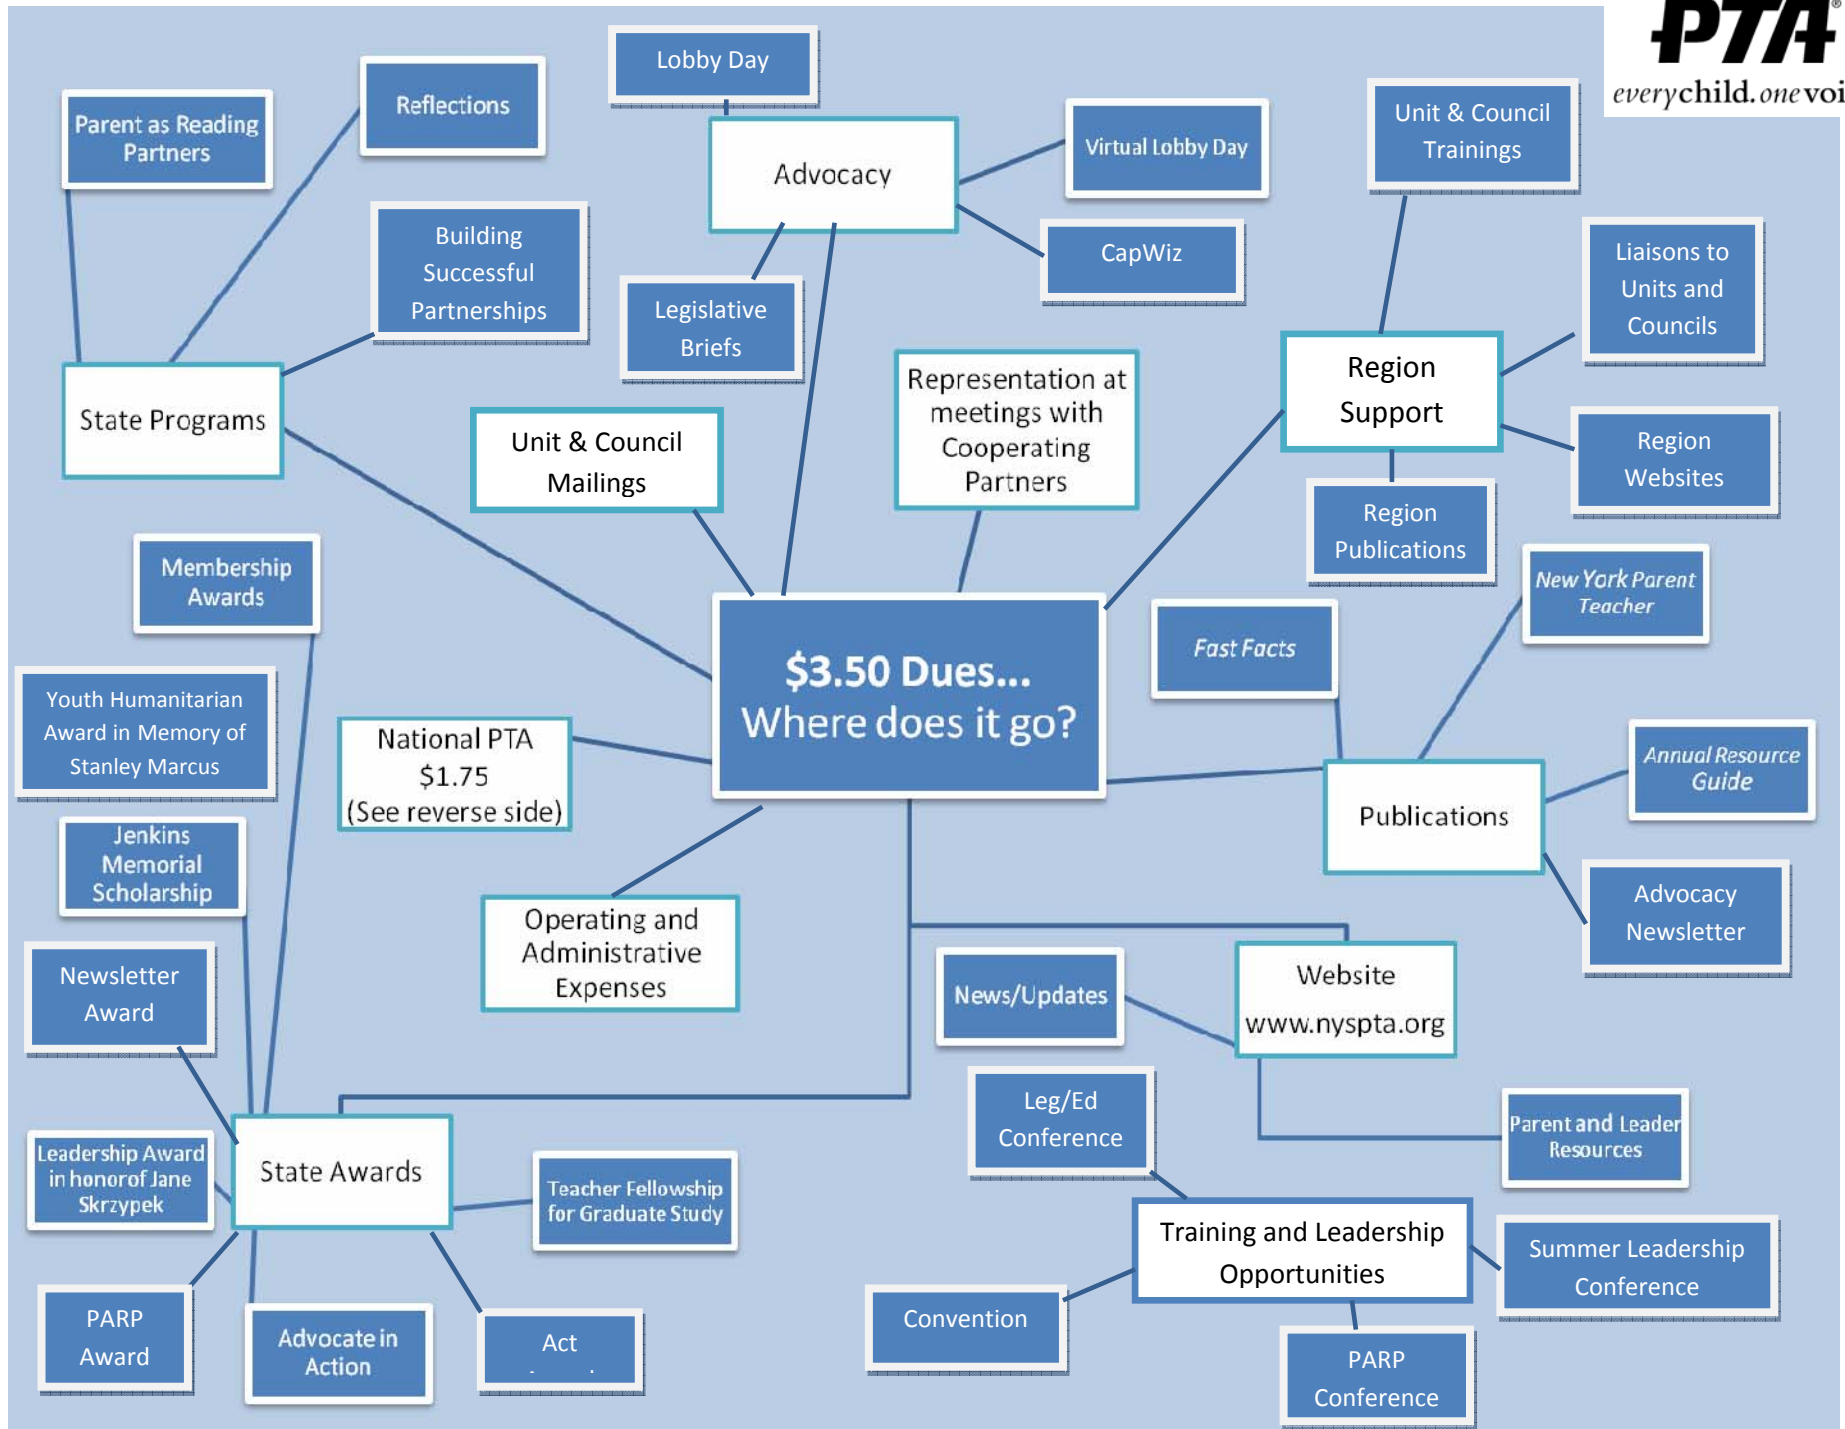 PTA®
everychild.onevoi
Lobby Day
Reflections
Parent as Reading
Partners
Advocacy
Virtual Lobby Day
Unit & Council
Trainings
Building
Successful
Partnerships
CapWiz
Liaisons to
Units and
Councils
Legislative
Briefs
State Programs
Unit & Council
Mailings
Representation at
meetings with
Cooperating
Partners
Region
Support
Region
Websites
Region
Publications
Membership
Awards
New York Parent
Teacher
Fast Facts
$3.50 Dues...
Where does it go?
Youth Humanitarian
Award in Memory of
Stanley Marcus
National PTA
$1.75
(See reverse side)
Annual Resource
Guide
Publications
Jenkins
Memorial
Scholarship
Operating and
Administrative
Expenses
Advocacy
Newsletter
Newsletter
Award
News/Updates
Website
www.nyspta.org
Leg/Ed
Conference
Parent and Leader
Resources
Leadership Award
in honorof Jane
Skrzypek
State Awards
Teacher Fellowship
for Graduate Study
Training and Leadership
Opportunities
Summer Leadership
Conference
Convention
PARP
Award
Advocate in
Action
Act
PARP
Conference